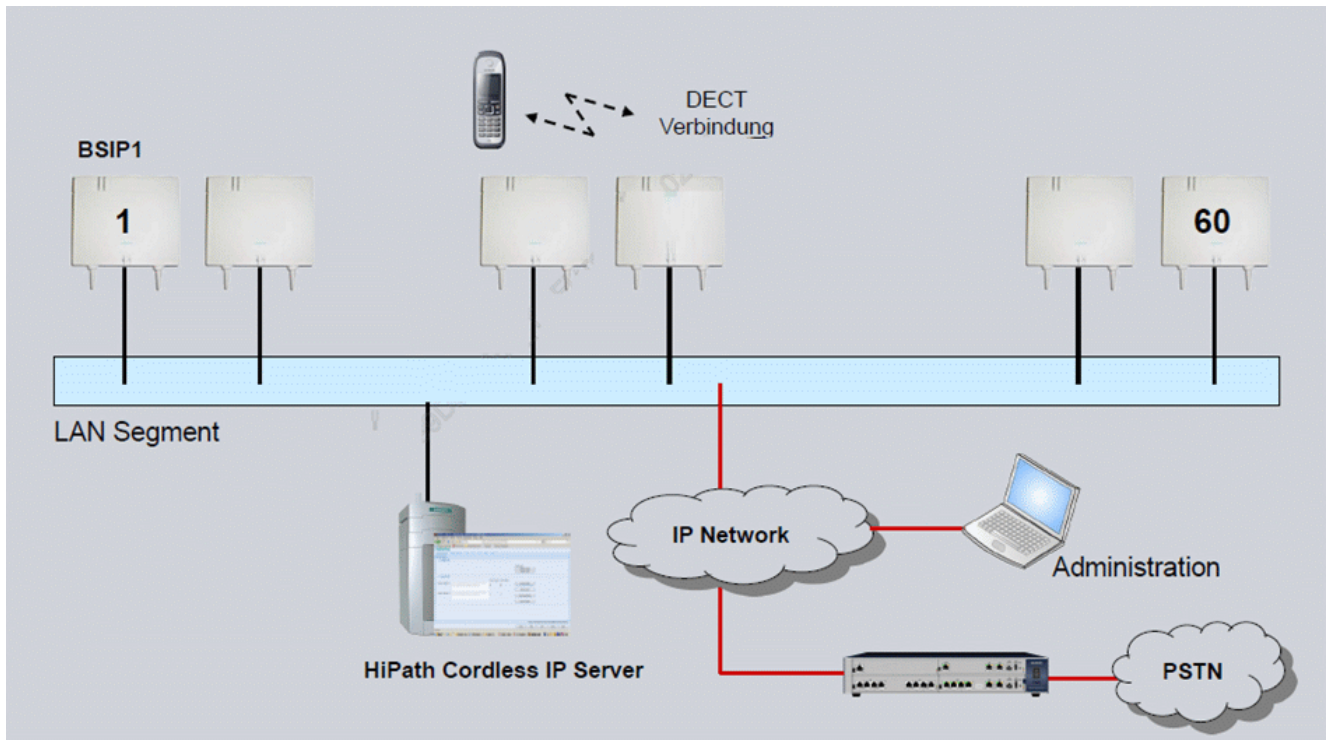 DECT
Verbindung
BSIP1
1
60
LAN Segment
IP Network
Administration
HiPath Cordless IP Server
PSTN